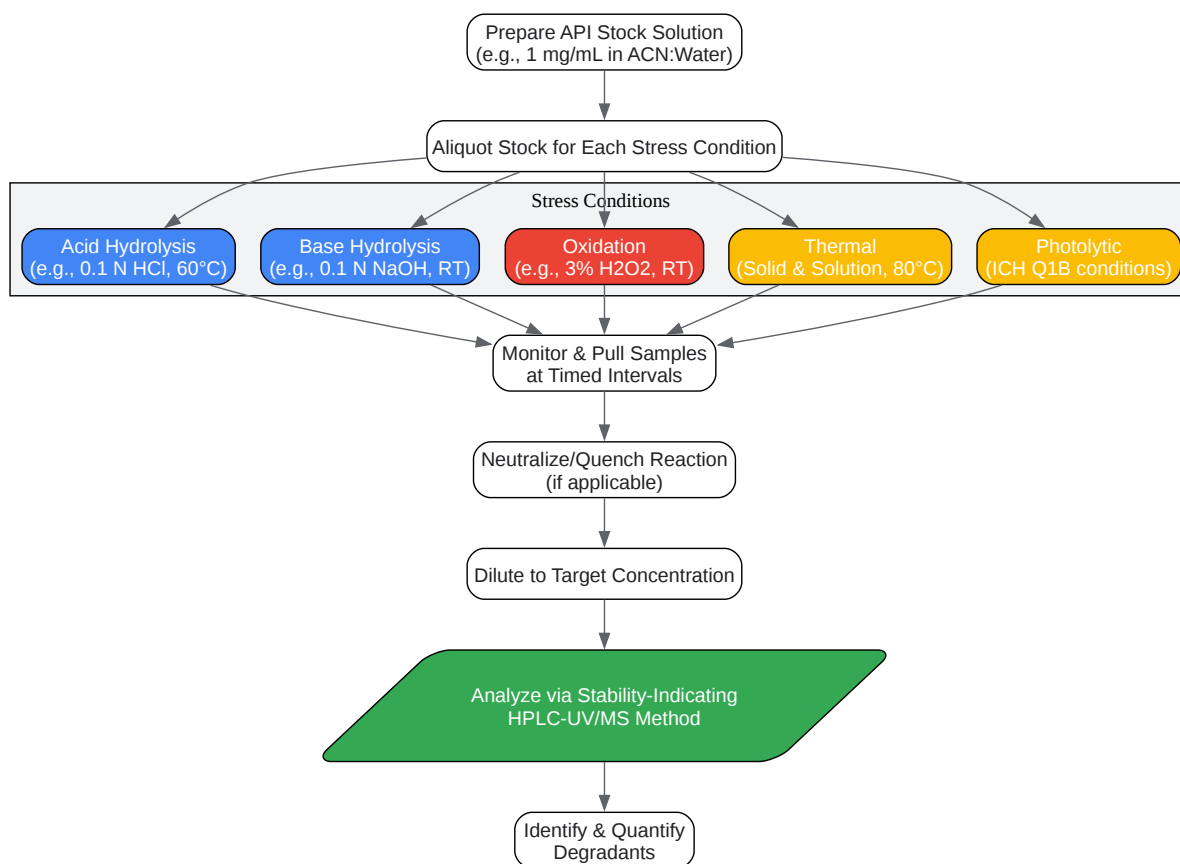 Prepare API Stock Solution
(e.g., 1 mg/mL in ACN:Water)
Aliquot Stock for Each Stress Condition
Stress Conditions
Acid Hydrolysis
(e.g., 0.1 N HCl, 60°C)
Base Hydrolysis
(e.g., 0.1 N NaOH, RT)
Oxidation
(e.g., 3% H2O2, RT)
Thermal
(Solid & Solution, 80°C)
Photolytic
(ICH Q1B conditions)
Monitor & Pull Samples
at Timed Intervals
Neutralize/Quench Reaction
(if applicable)
Dilute to Target Concentration
Analyze via Stability-Indicating
HPLC-UV/MS Method
Identify & Quantify
Degradants